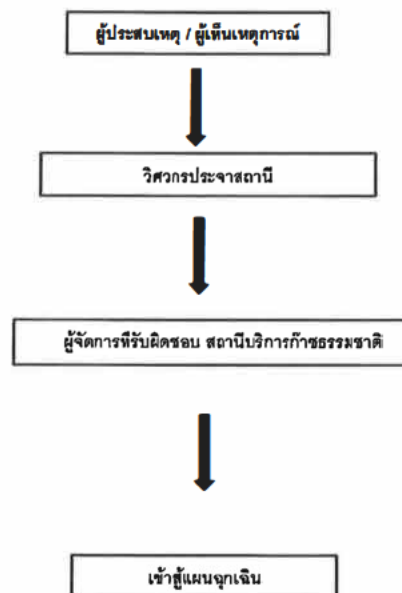 ผู้ประสบเหตุ / ผู้เห็นเหตุการณ์
วิศวกรประจำสถานี
ผู้จัดการที่รับผิดชอบ สถานีบริการก๊าซธรรมชาติ
เข้าสู่แผนฉุกเฉิน